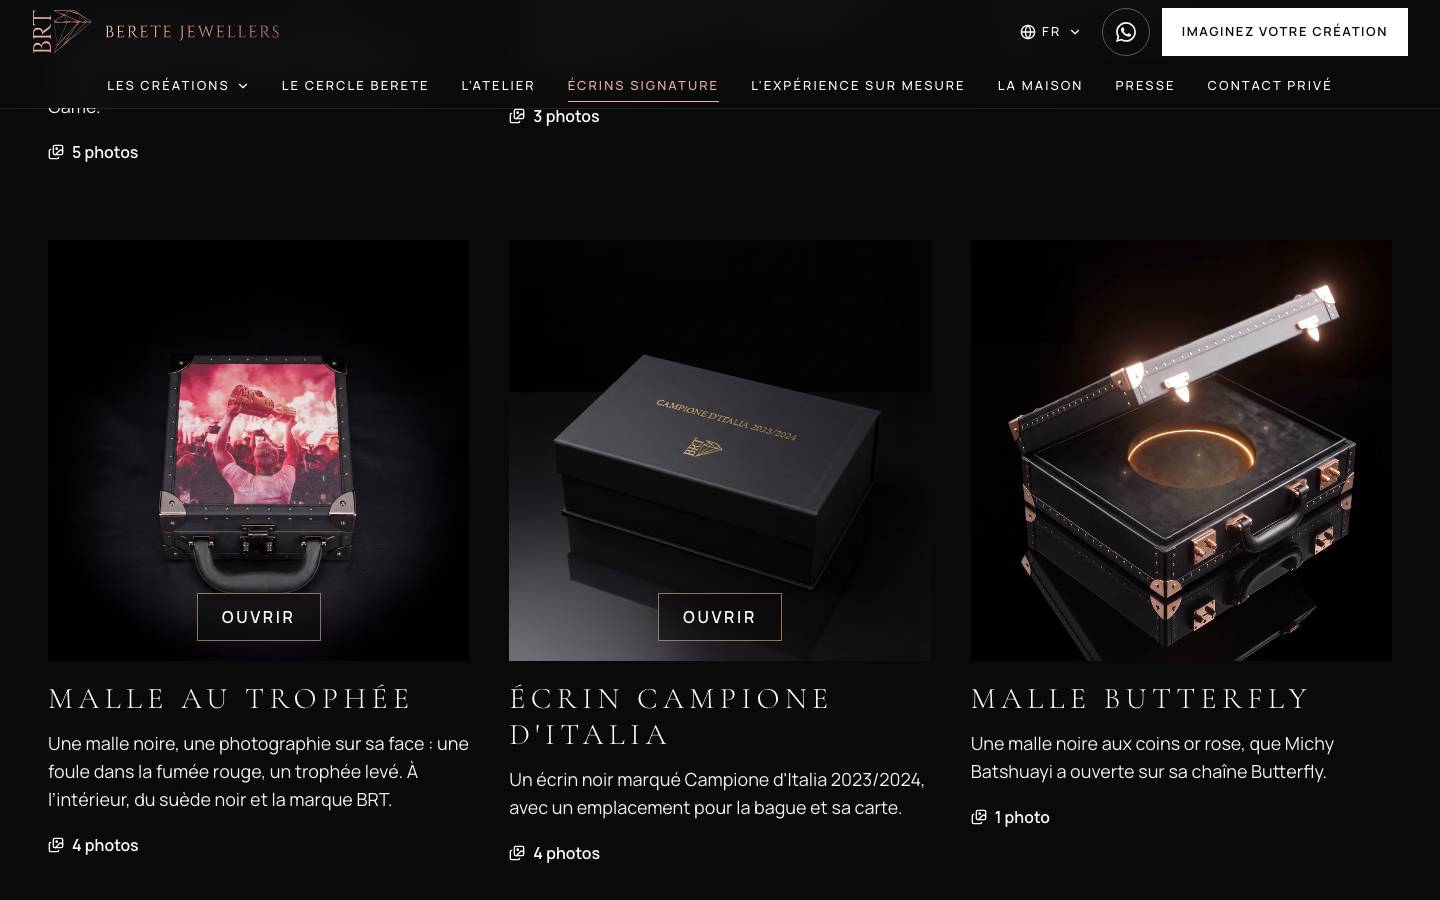 BRT
BERETE JEWELLERS
FR
IMAGINEZ VOTRE CRÉATION
LES CRÉATIONS
LE CERCLE BERETE
L'ATELIER
ÉCRINS SIGNATURE
L'EXPÉRIENCE SUR MESURE
LA MAISON
PRESSE
CONTACT PRIVÉ
Game.
5 photos
3 photos
OUVRIR
CAMPIONE D'ITALIA 2023/2024
BRT
OUVRIR
MALLE AU TROPHÉE
Une malle noire, une photographie sur sa face : une
foule dans la fumée rouge, un trophée levé. À
l’intérieur, du suède noir et la marque BRT.
4 photos
ÉCRIN CAMPIONE
D'ITALIA
Un écrin noir marqué Campione d'Italia 2023/2024,
avec un emplacement pour la bague et sa carte.
4 photos
MALLE BUTTERFLY
Une malle noire aux coins or rose, que Michy
Batshuayi a ouverte sur sa chaîne Butterfly.
1 photo